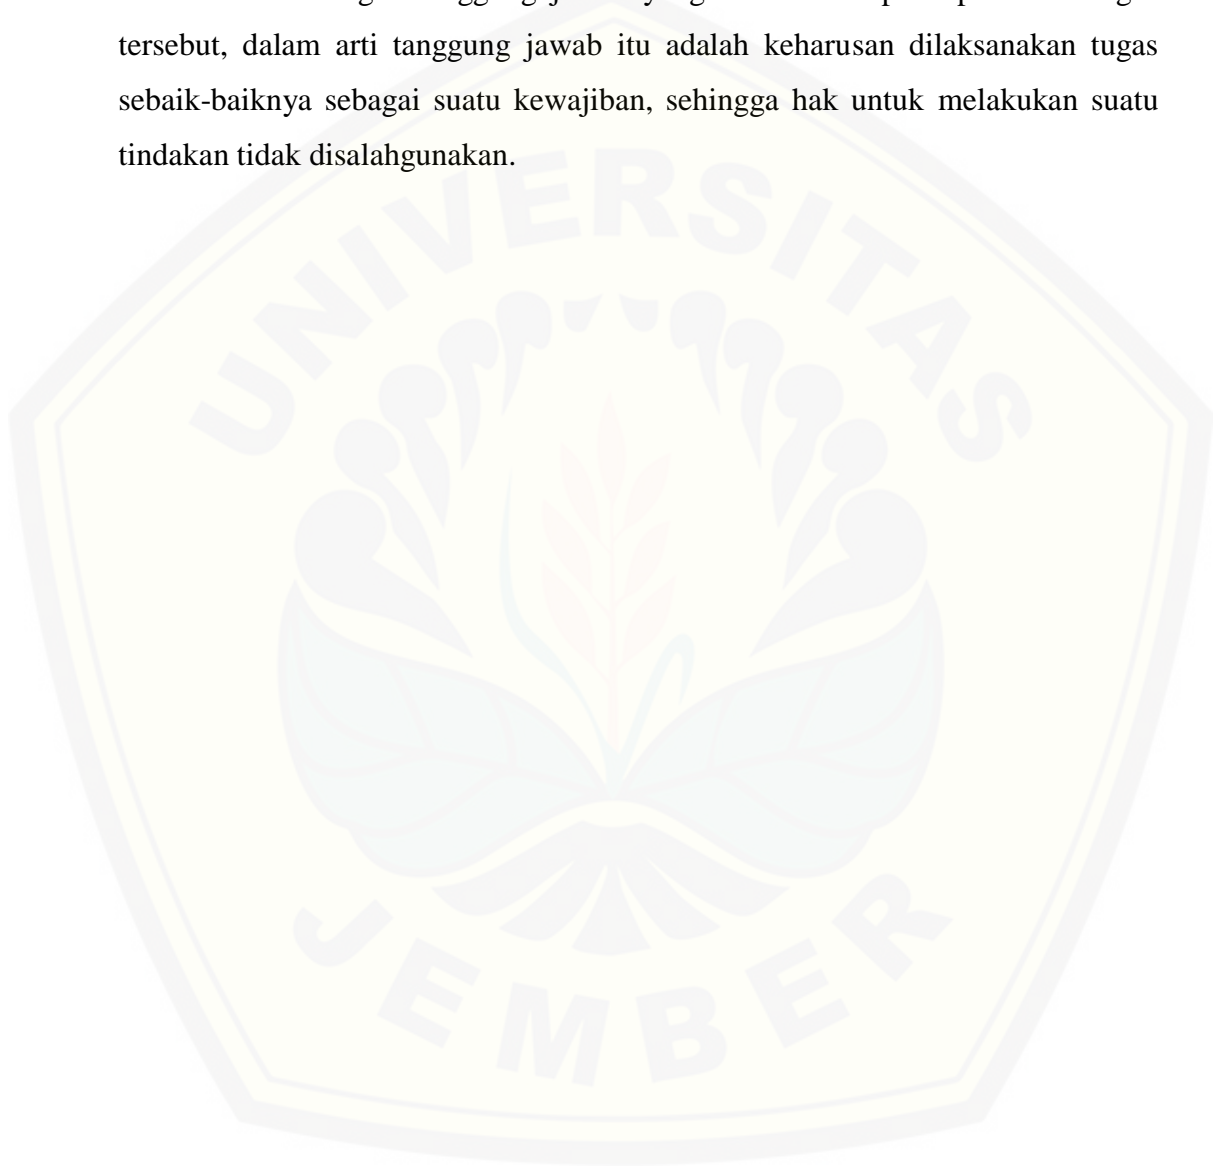 tersebut, dalam arti tanggung jawab itu adalah keharusan dilaksanakan tugas
sebaik-baiknya sebagai suatu kewajiban, sehingga hak untuk melakukan suatu
tindakan tidak disalahgunakan.
UNIVERSITAS
JEMBER